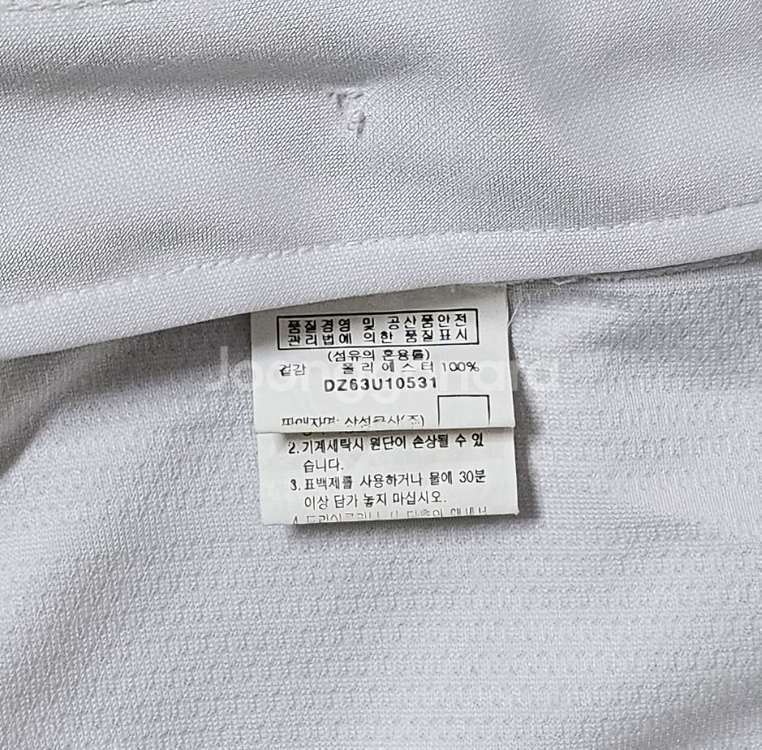 품질경영 및 공산품안전
관리법에 의한 품질표시
(섬유의 혼용률)
겉감 폴리에스터 100%
DZ63U10531
판매자명: 삼성물산(주)
2.기계세탁시 원단이 손상될 수 있
습니다.
3.표백제를 사용하거나 물에 30분
이상 담가 놓지 마십시오.